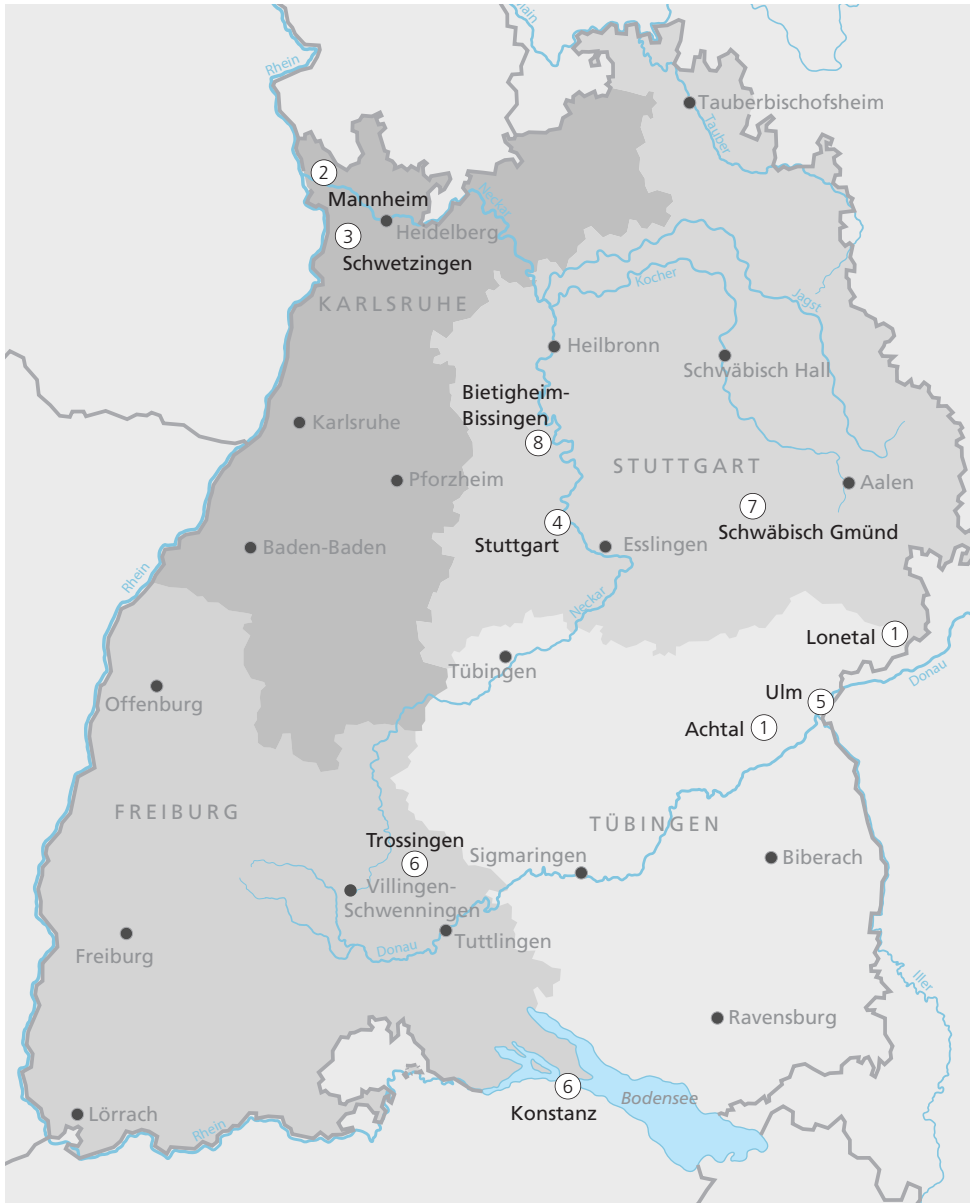 Main
Rhein
Tauberbischofsheim
Tauber
2
Mannheim
Neckar
3
Heidelberg
Schwetzingen
Kocher
Jagst
KARLSRUHE
Heilbronn
Schwäbisch Hall
Bietigheim-
Bissingen
8
Karlsruhe
STUTTGART
Pforzheim
Aalen
7
Schwäbisch Gmünd
4
Stuttgart
Esslingen
Baden-Baden
Rhein
Neckar
Lonetal
1
Tübingen
Donau
Offenburg
Ulm
5
Achtal
1
FREIBURG
TÜBINGEN
Trossingen
6
Sigmaringen
Biberach
Villingen-
Schwenningen
Freiburg
Donau
Tuttlingen
Iller
Ravensburg
6
Konstanz
Bodensee
Lörrach
Rhein